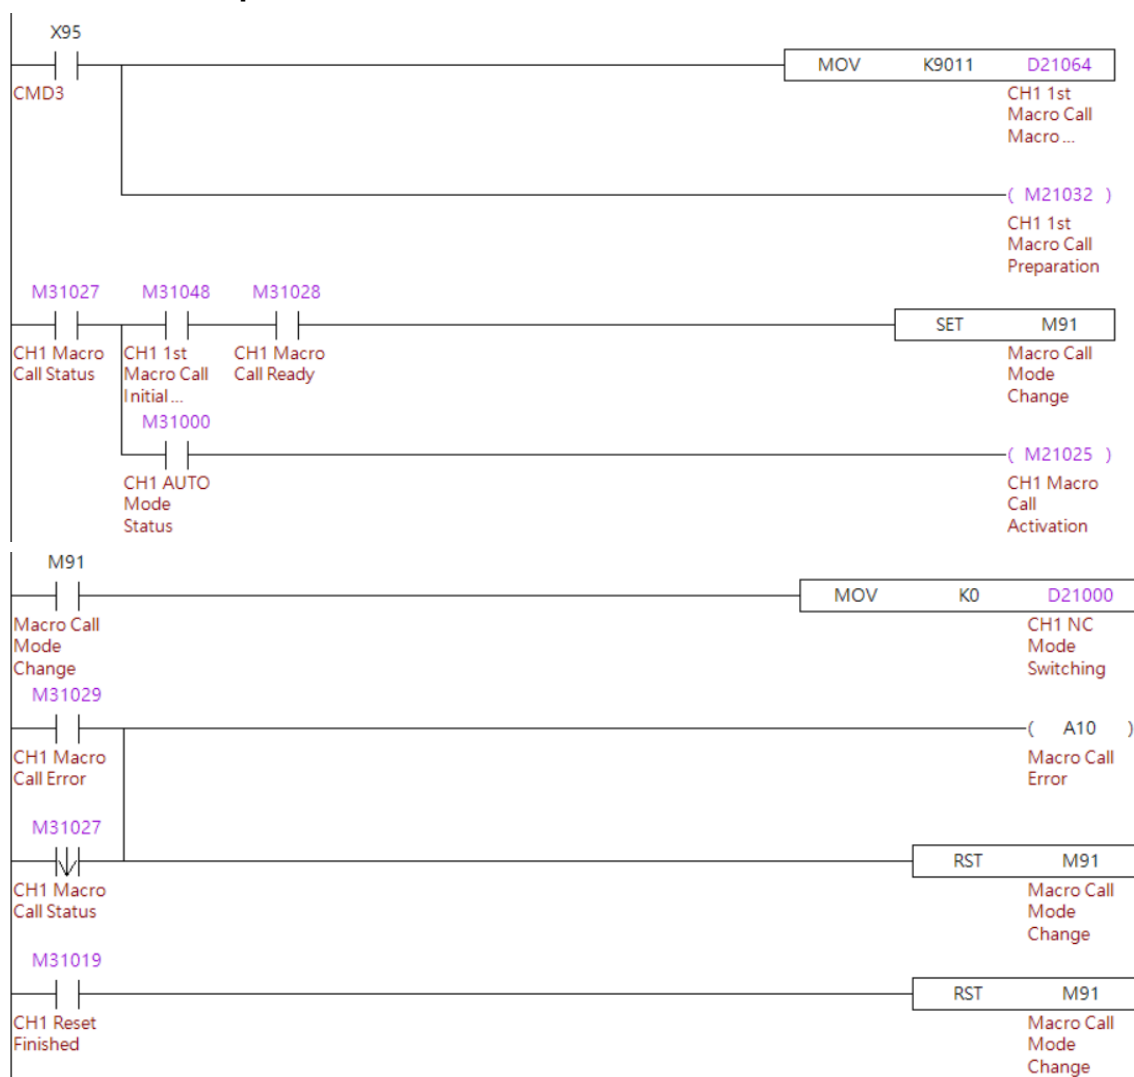 X95
MOV K9011 D21064
CMD3
CH1 1st
Macro Call
Macro ...
( M21032 )
CH1 1st
Macro Call
Preparation
M31027 M31048 M31028
SET M91
CH1 Macro
Call Status
CH1 1st
Macro Call
Initial ...
CH1 Macro
Call Ready
Macro Call
Mode
Change
M31000
( M21025 )
CH1 AUTO
Mode
Status
CH1 Macro
Call
Activation
M91
MOV K0 D21000
Macro Call
Mode
Change
CH1 NC
Mode
Switching
M31029
( A10 )
CH1 Macro
Call Error
Macro Call
Error
M31027
RST M91
CH1 Macro
Call Status
Macro Call
Mode
Change
M31019
RST M91
CH1 Reset
Finished
Macro Call
Mode
Change